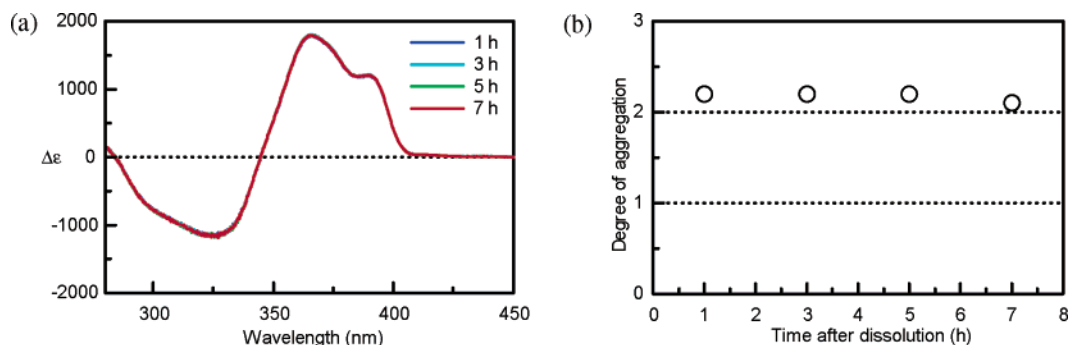 (a)
2000
1000
Δε
0
-1000
-2000
1 h
3 h
5 h
7 h
300 350 400 450
Wavelength (nm)
(b)
Degree of aggregation
3
2
1
0
0 1 2 3 4 5 6 7 8
Time after dissolution (h)